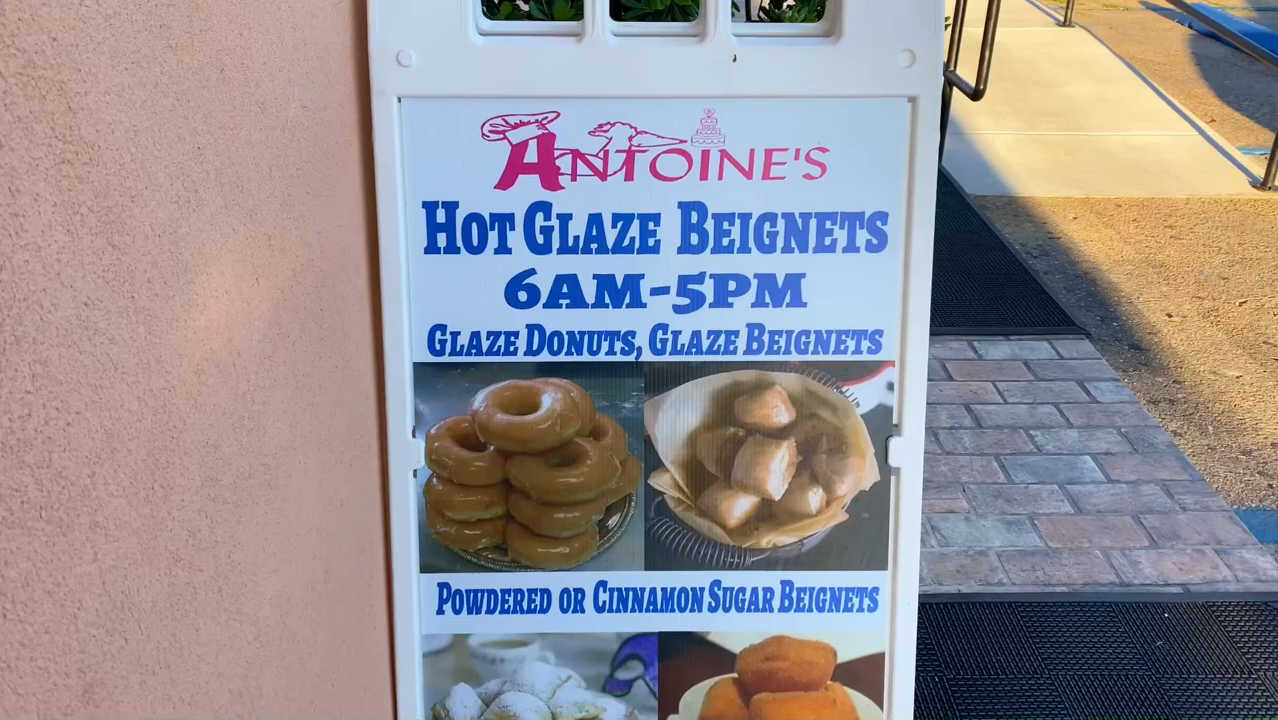 ANTOINE'S
HOT GLAZE BEIGNETS
6AM-5PM
GLAZE DONUTS, GLAZE BEIGNETS
POWDERED OR CINNAMON SUGAR BEIGNETS